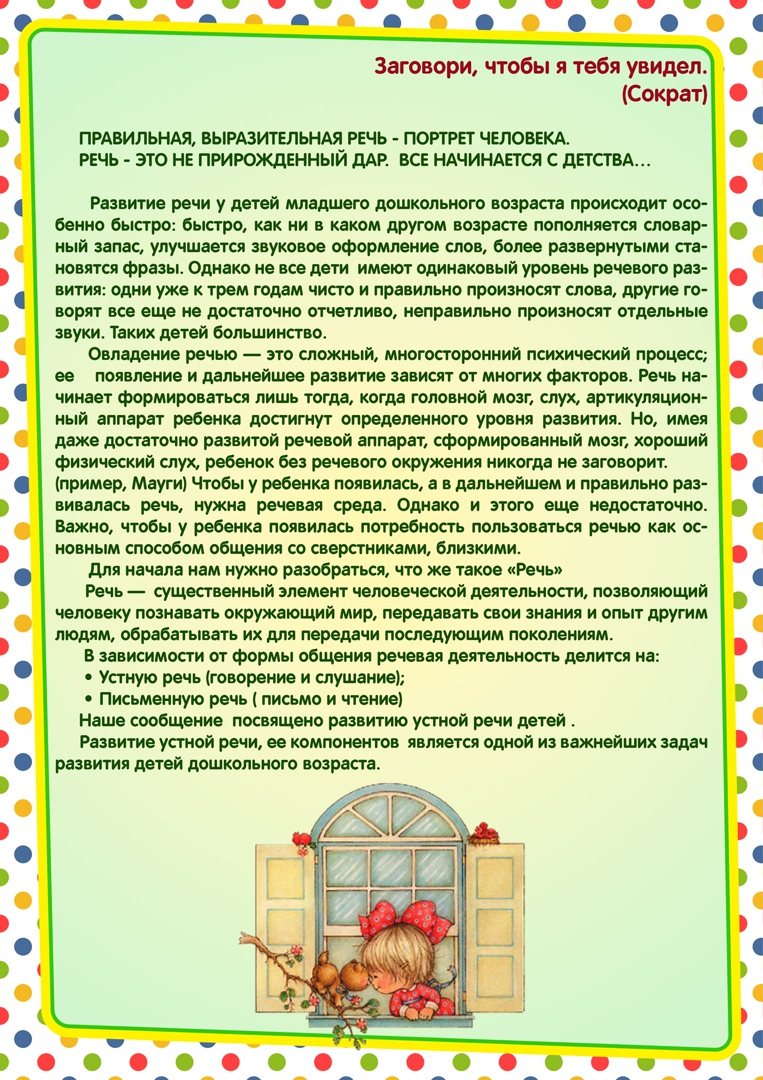 Заговори, чтобы я тебя увидел.
(Сократ)
ПРАВИЛЬНАЯ, ВЫРАЗИТЕЛЬНАЯ РЕЧЬ - ПОРТРЕТ ЧЕЛОВЕКА.
РЕЧЬ - ЭТО НЕ ПРИРОЖДЕННЫЙ ДАР. ВСЕ НАЧИНАЕТСЯ С ДЕТСТВА...
Развитие речи у детей младшего дошкольного возраста происходит осо-
бенно быстро: быстро, как ни в каком другом возрасте пополняется словар-
ный запас, улучшается звуковое оформление слов, более развернутыми ста-
новятся фразы. Однако не все дети имеют одинаковый уровень речевого раз-
вития: одни уже к трем годам чисто и правильно произносят слова, другие го-
ворят все еще не достаточно отчетливо, неправильно произносят отдельные
звуки. Таких детей большинство.
Овладение речью — это сложный, многосторонний психический процесс;
ее появление и дальнейшее развитие зависят от многих факторов. Речь на-
чинает формироваться лишь тогда, когда головной мозг, слух, артикуляцион-
ный аппарат ребенка достигнут определенного уровня развития. Но, имея
даже достаточно развитой речевой аппарат, сформированный мозг, хороший
физический слух, ребенок без речевого окружения никогда не заговорит.
(пример, Мауги) Чтобы у ребенка появилась, а в дальнейшем и правильно раз-
вивалась речь, нужна речевая среда. Однако и этого еще недостаточно.
Важно, чтобы у ребенка появилась потребность пользоваться речью как ос-
новным способом общения со сверстниками, близкими.
Для начала нам нужно разобраться, что же такое «Речь»
Речь — существенный элемент человеческой деятельности, позволяющий
человеку познавать окружающий мир, передавать свои знания и опыт другим
людям, обрабатывать их для передачи последующим поколениям.
В зависимости от формы общения речевая деятельность делится на:
• Устную речь (говорение и слушание);
• Письменную речь ( письмо и чтение)
Наше сообщение посвящено развитию устной речи детей .
Развитие устной речи, ее компонентов является одной из важнейших задач
развития детей дошкольного возраста.